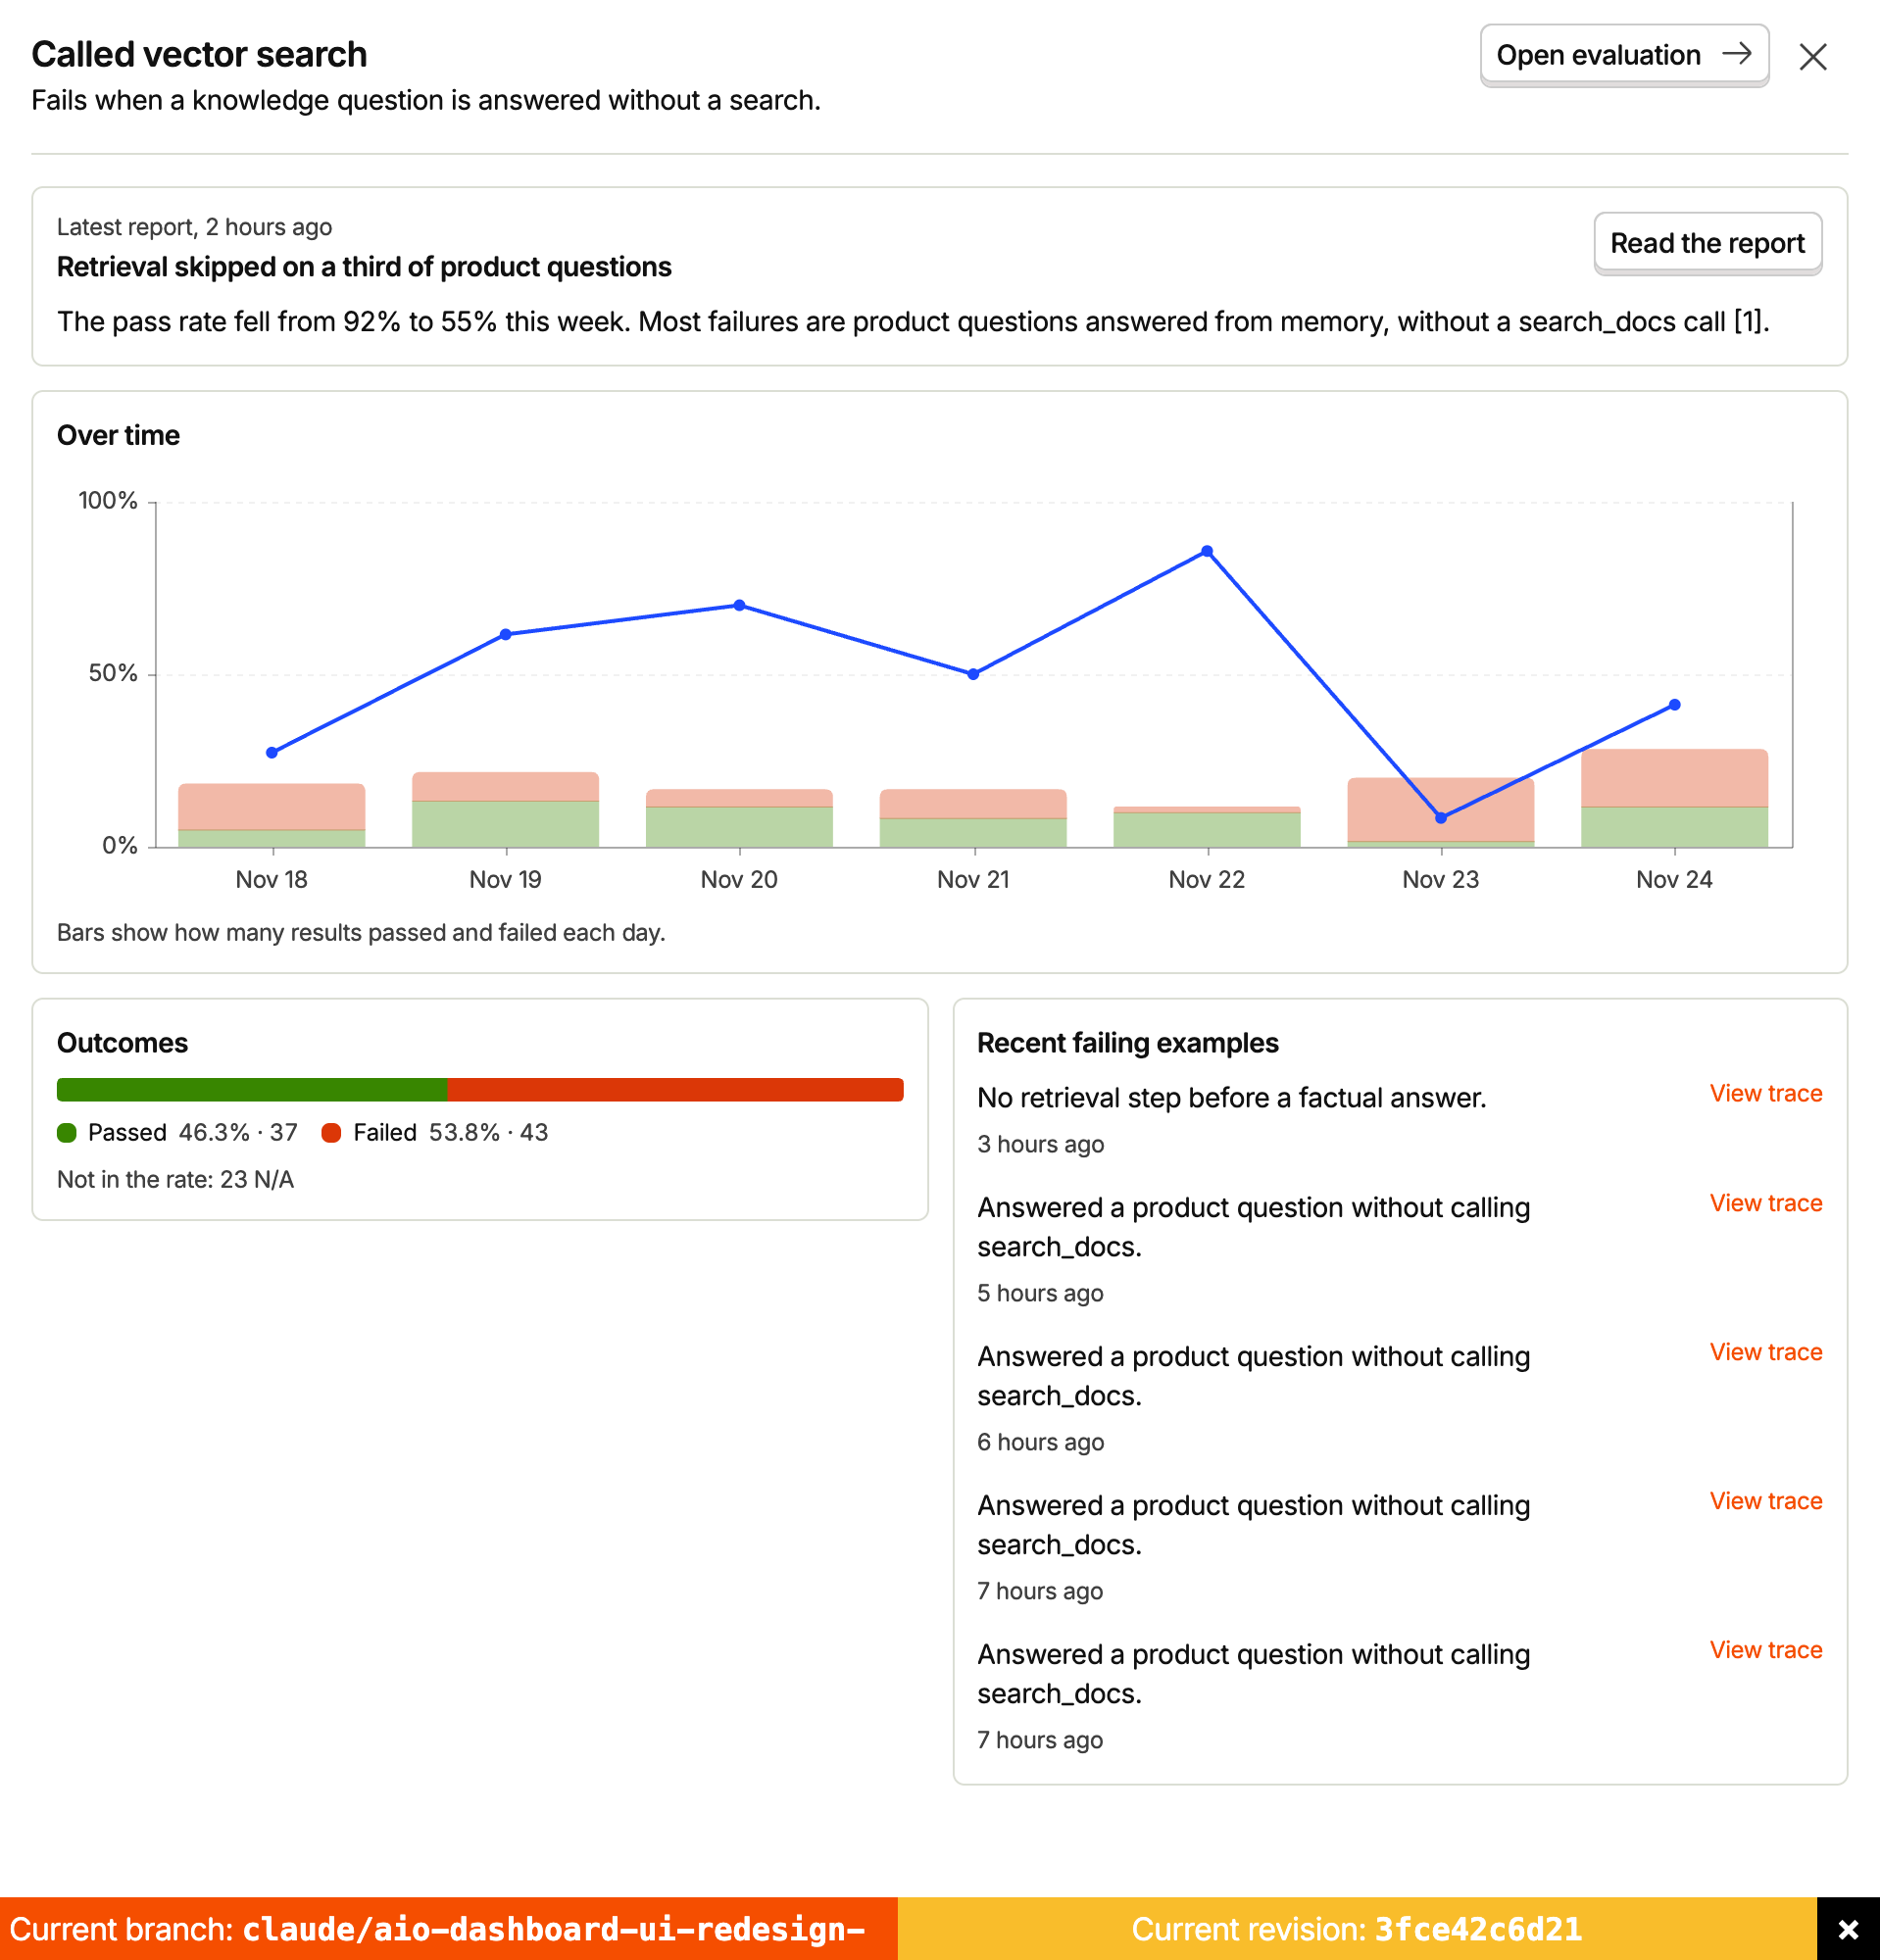 Called vector search
Open evaluation →
Fails when a knowledge question is answered without a search.
Latest report, 2 hours ago
Read the report
Retrieval skipped on a third of product questions
The pass rate fell from 92% to 55% this week. Most failures are product questions answered from memory, without a search_docs call [1].
Over time
100%
50%
0%
Nov 18
Nov 19
Nov 20
Nov 21
Nov 22
Nov 23
Nov 24
Bars show how many results passed and failed each day.
Outcomes
Passed 46.3% · 37 Failed 53.8% · 43
Not in the rate: 23 N/A
Recent failing examples
No retrieval step before a factual answer.
View trace
3 hours ago
Answered a product question without calling
search_docs.
View trace
5 hours ago
Answered a product question without calling
search_docs.
View trace
6 hours ago
Answered a product question without calling
search_docs.
View trace
7 hours ago
Answered a product question without calling
search_docs.
View trace
7 hours ago
Current branch: claude/aio-dashboard-ui-redesign-
Current revision: 3fce42c6d21